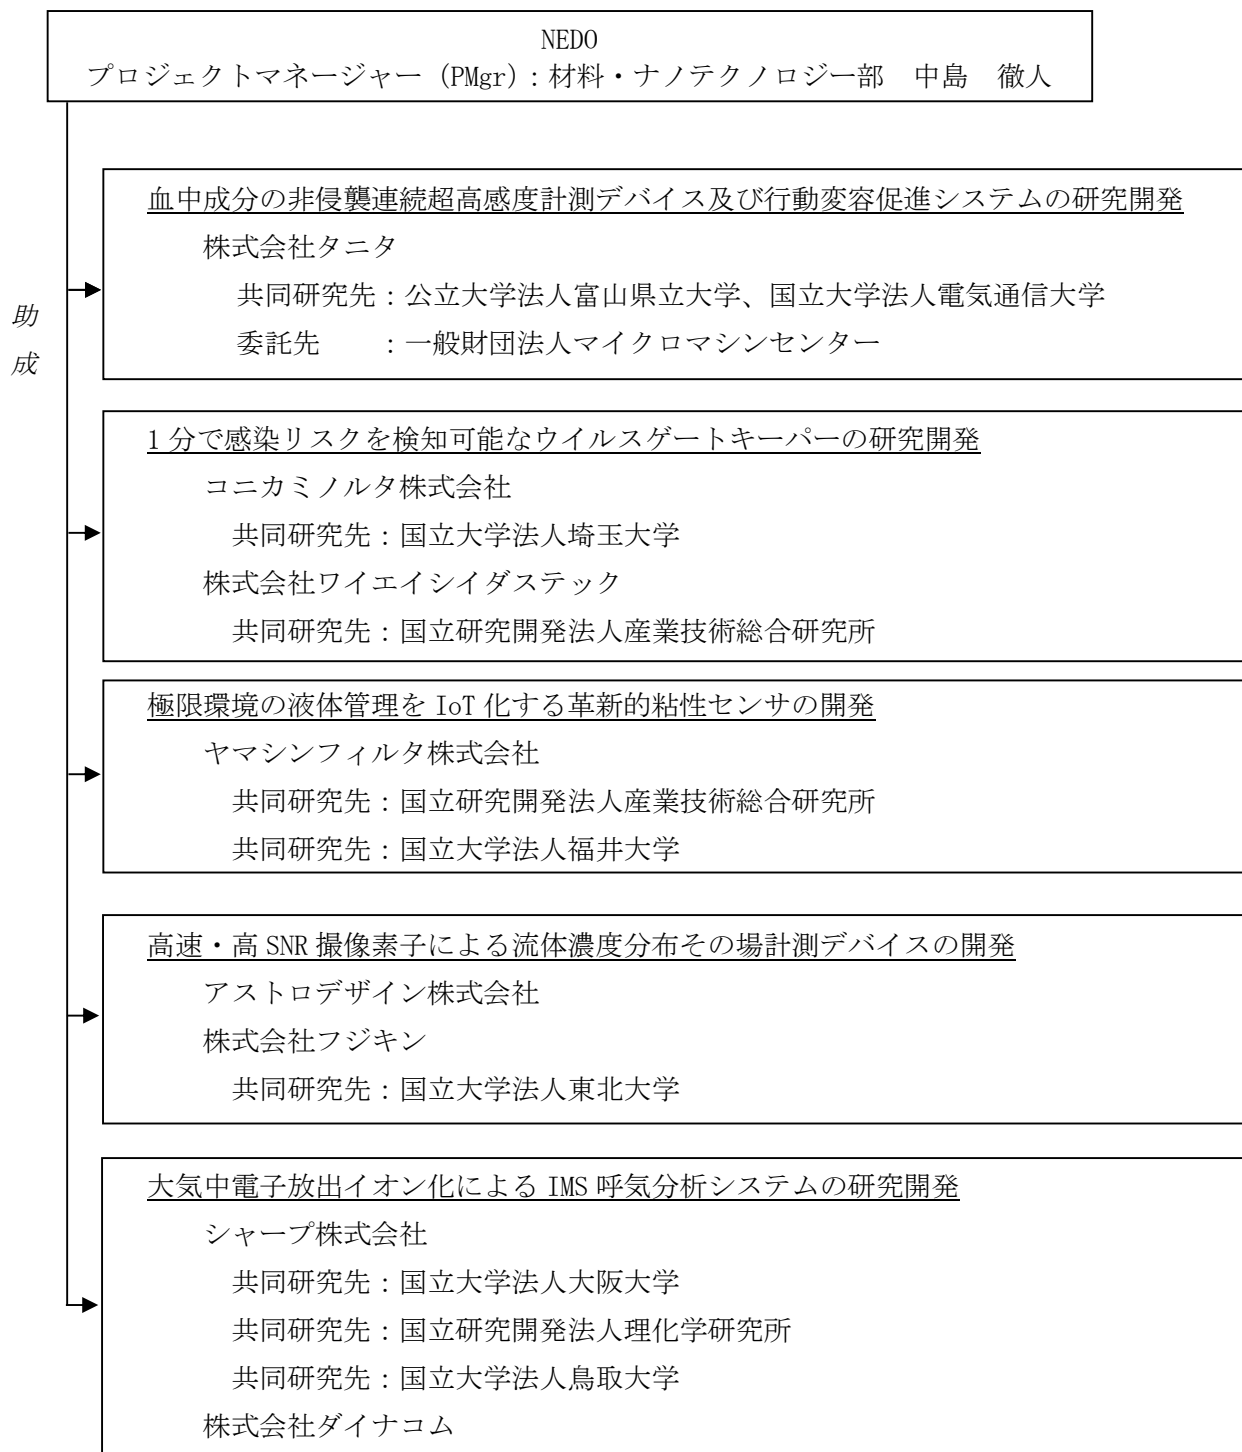 NEDO
プロジェクトマネージャー（PMgr）：材料・ナノテクノロジー部　中島　徹人
助
成
血中成分の非侵襲連続超高感度計測デバイス及び行動変容促進システムの研究開発
株式会社タニタ
共同研究先：公立大学法人富山県立大学、国立大学法人電気通信大学
委託先　　：一般財団法人マイクロマシンセンター
1分で感染リスクを検知可能なウイルスゲートキーパーの研究開発
コニカミノルタ株式会社
共同研究先：国立大学法人埼玉大学
株式会社ワイエイシイダステック
共同研究先：国立研究開発法人産業技術総合研究所
極限環境の液体管理をIoT化する革新的粘性センサの開発
ヤマシンフィルタ株式会社
共同研究先：国立研究開発法人産業技術総合研究所
共同研究先：国立大学法人福井大学
高速・高SNR撮像素子による流体濃度分布その場計測デバイスの開発
アストロデザイン株式会社
株式会社フジキン
共同研究先：国立大学法人東北大学
大気中電子放出イオン化によるIMS呼気分析システムの研究開発
シャープ株式会社
共同研究先：国立大学法人大阪大学
共同研究先：国立研究開発法人理化学研究所
共同研究先：国立大学法人鳥取大学
株式会社ダイナコム